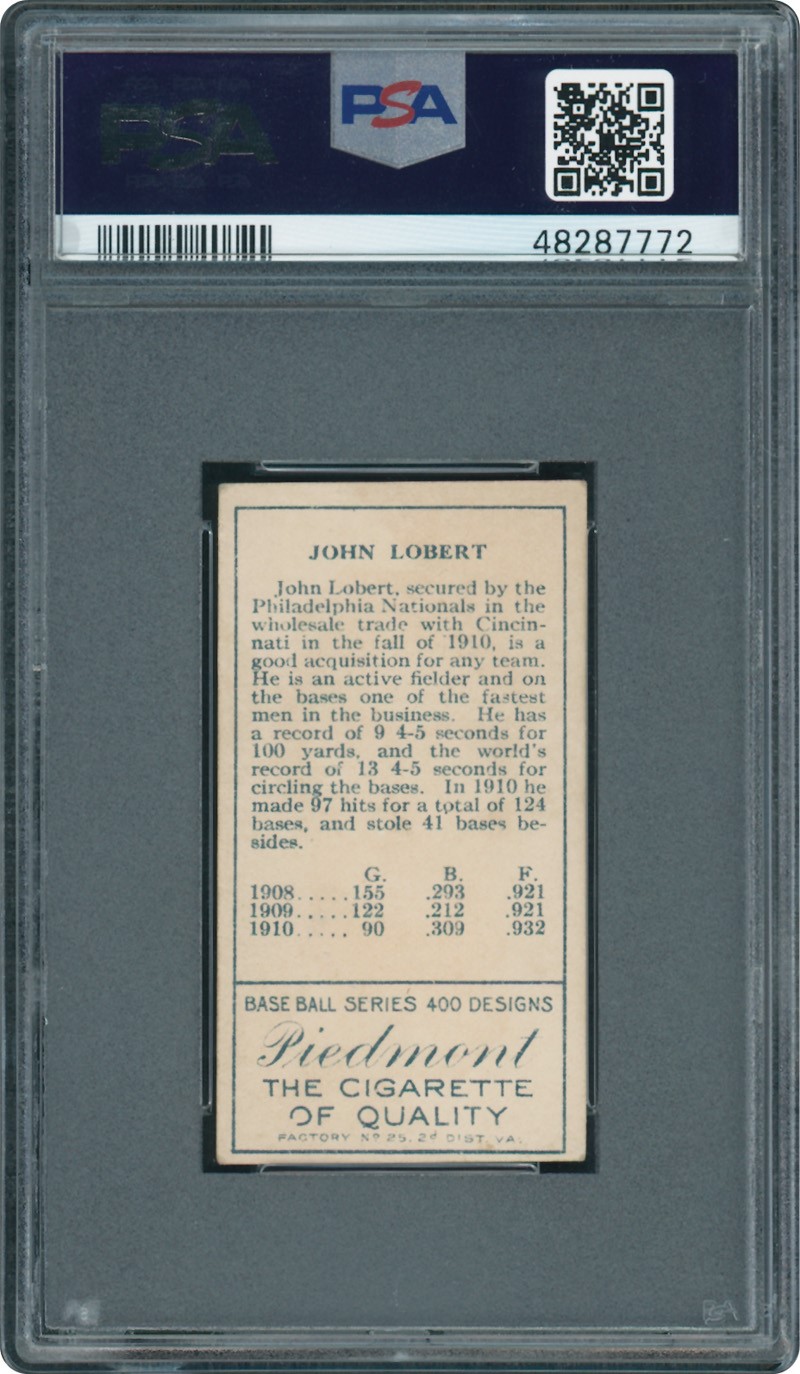 PSA
PSA
48287772
JOHN LOBERT
John Lobert, secured by the
Philadelphia Nationals in the
wholesale trade with Cincin-
nati in the fall of 1910, is a
good acquisition for any team.
He is an active fielder and on
the bases one of the fastest
men in the business. He has
a record of 9 4-5 seconds for
100 yards, and the world's
record of 13 4-5 seconds for
circling the bases. In 1910 he
made 97 hits for a total of 124
bases, and stole 41 bases be-
sides.
G. B. F.
1908.....155 .293 .921
1909.....122 .212 .921
1910..... 90 .309 .932
BASE BALL SERIES 400 DESIGNS
Piedmont
THE CIGARETTE
OF QUALITY
FACTORY Nº 25, 2d DIST. VA.
PSA